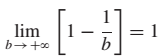 lim b→+∞ [1 − 1/b] = 1